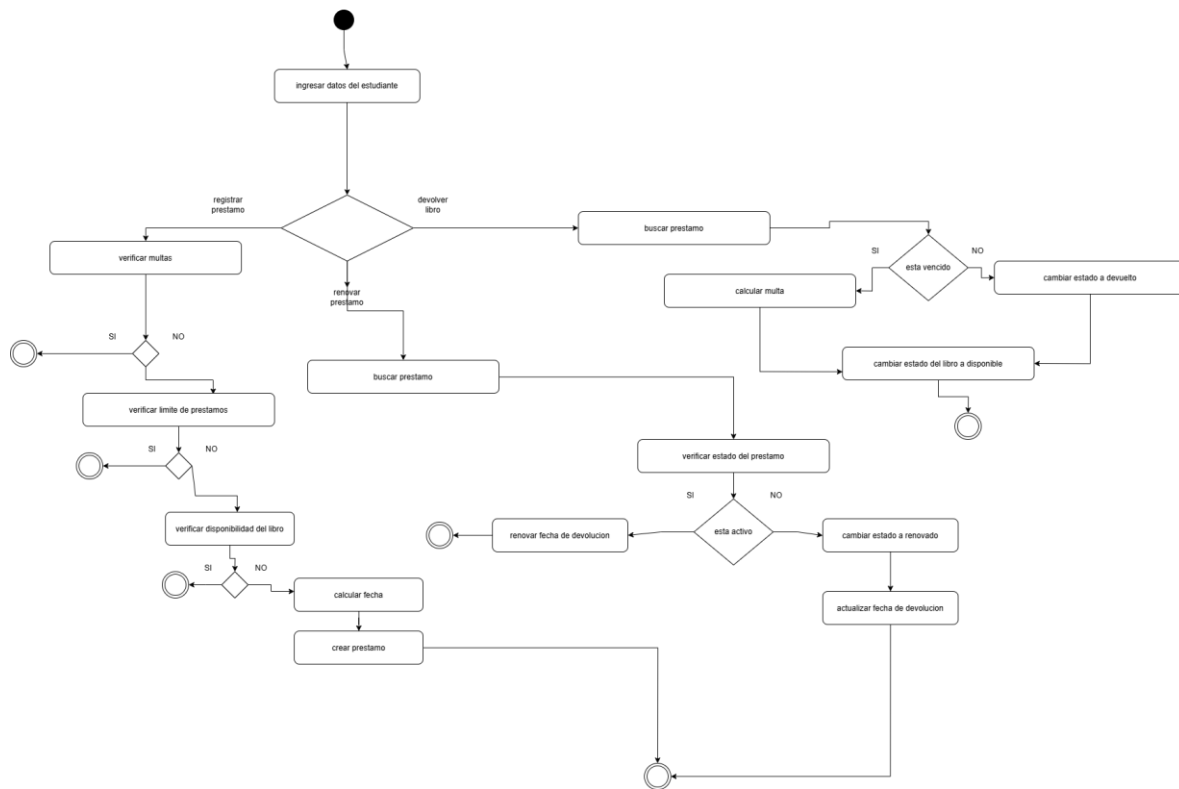 ingresar datos del estudiante
registrar
prestamo
devolver
libro
buscar prestamo
verificar multas
SI
NO
esta vencido
cambiar estado a devuelto
renovar
prestamo
calcular multa
SI
NO
cambiar estado del libro a disponible
buscar prestamo
verificar limite de prestamos
SI
NO
verificar estado del prestamo
SI
NO
verificar disponibilidad del libro
renovar fecha de devolucion
esta activo
cambiar estado a renovado
SI
NO
calcular fecha
actualizar fecha de devolucion
crear prestamo